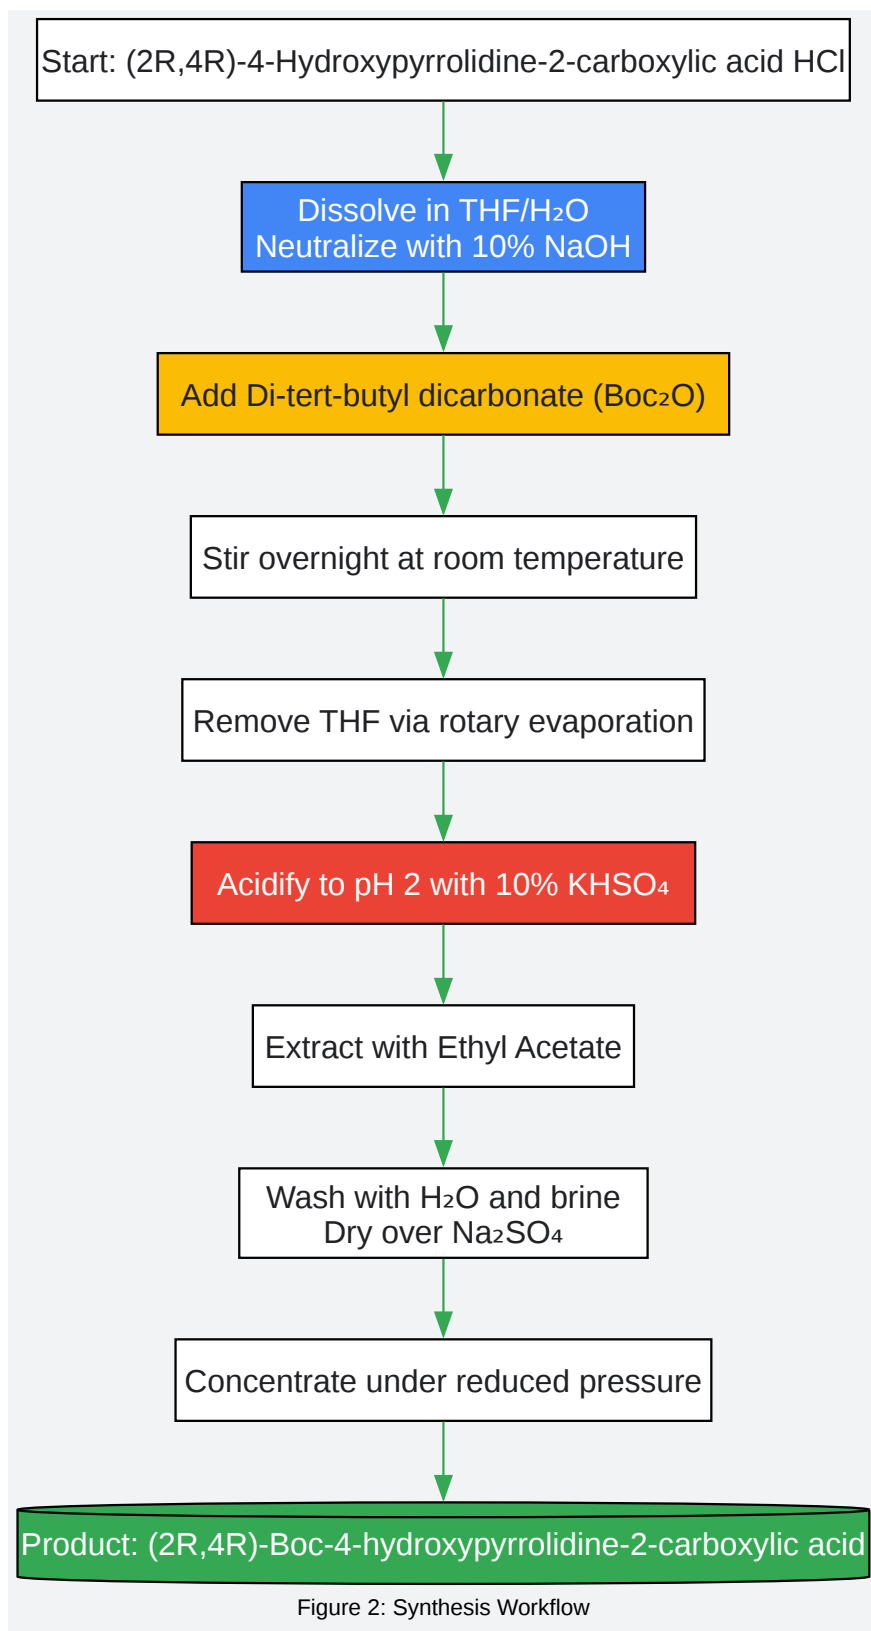 Start: (2R,4R)-4-Hydroxypyrrolidine-2-carboxylic acid HCl
Dissolve in THF/H₂O
Neutralize with 10% NaOH
Add Di-tert-butyl dicarbonate (Boc₂O)
Stir overnight at room temperature
Remove THF via rotary evaporation
Acidify to pH 2 with 10% KHSO₄
Extract with Ethyl Acetate
Wash with H₂O and brine
Dry over Na₂SO₄
Concentrate under reduced pressure
Product: (2R,4R)-Boc-4-hydroxypyrrolidine-2-carboxylic acid
Figure 2: Synthesis Workflow